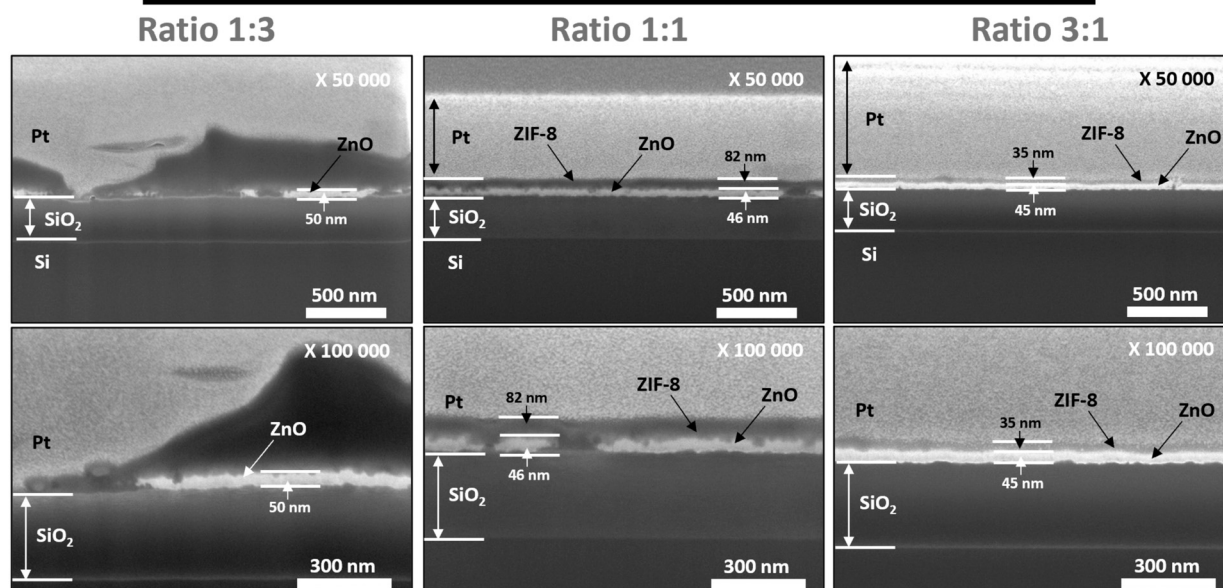 Ratio 1:3
Ratio 1:1
Ratio 3:1
X 50 000
Pt
ZnO
SiO2
50 nm
Si
500 nm
X 50 000
Pt
ZIF-8
ZnO
82 nm
SiO2
46 nm
500 nm
X 50 000
Pt
ZIF-8
ZnO
35 nm
SiO2
45 nm
Si
500 nm
X 100 000
Pt
ZnO
50 nm
SiO2
300 nm
X 100 000
82 nm
ZIF-8
ZnO
Pt
46 nm
SiO2
300 nm
X 100 000
ZIF-8
ZnO
35 nm
Pt
45 nm
SiO2
300 nm